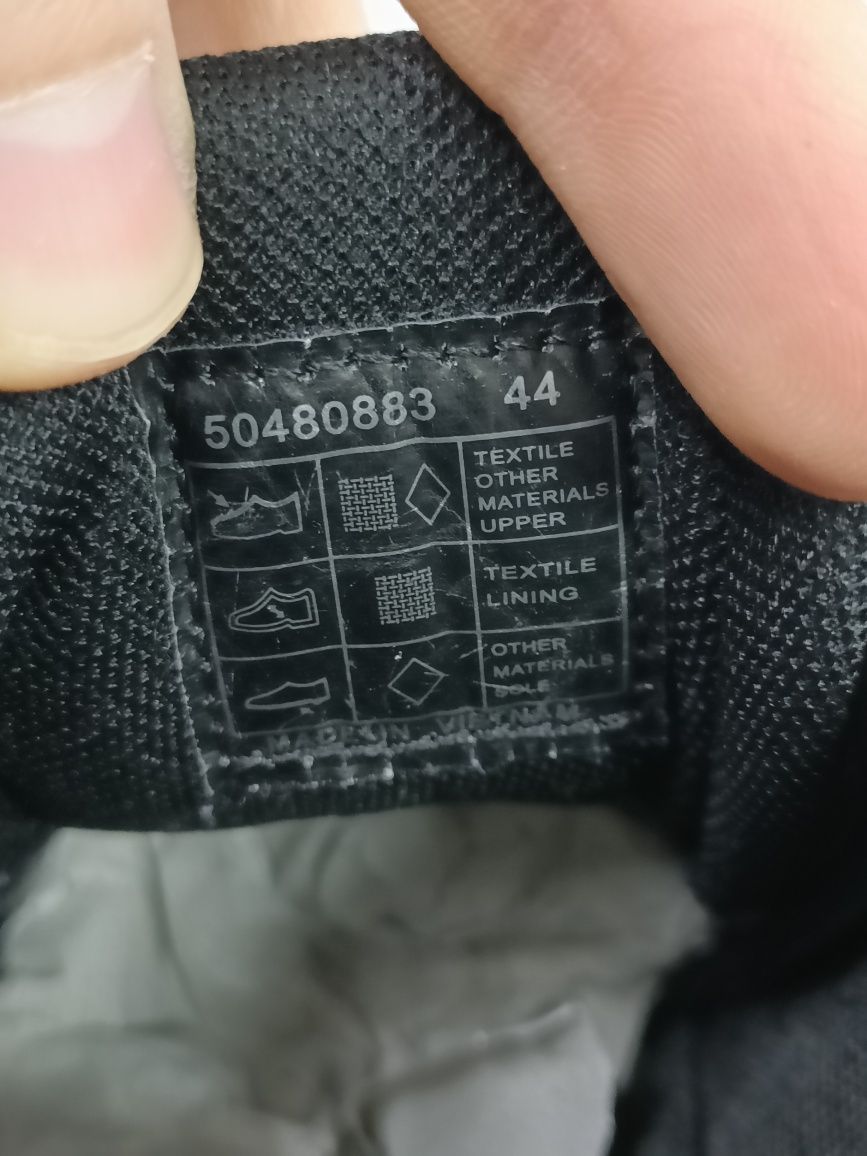 50480883 44
TEXTILE
OTHER
MATERIALS
UPPER
TEXTILE
LINING
OTHER
MATERIALS
SOLE
MADE IN VIETNAM